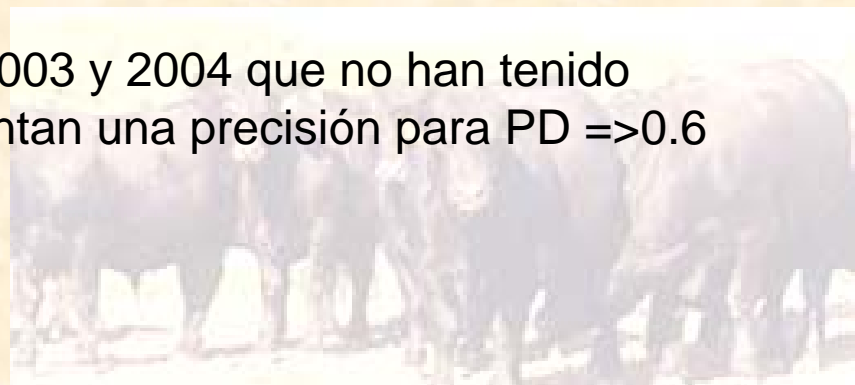 003 y 2004 que no han tenido
ntan una precisión para PD =>0.6